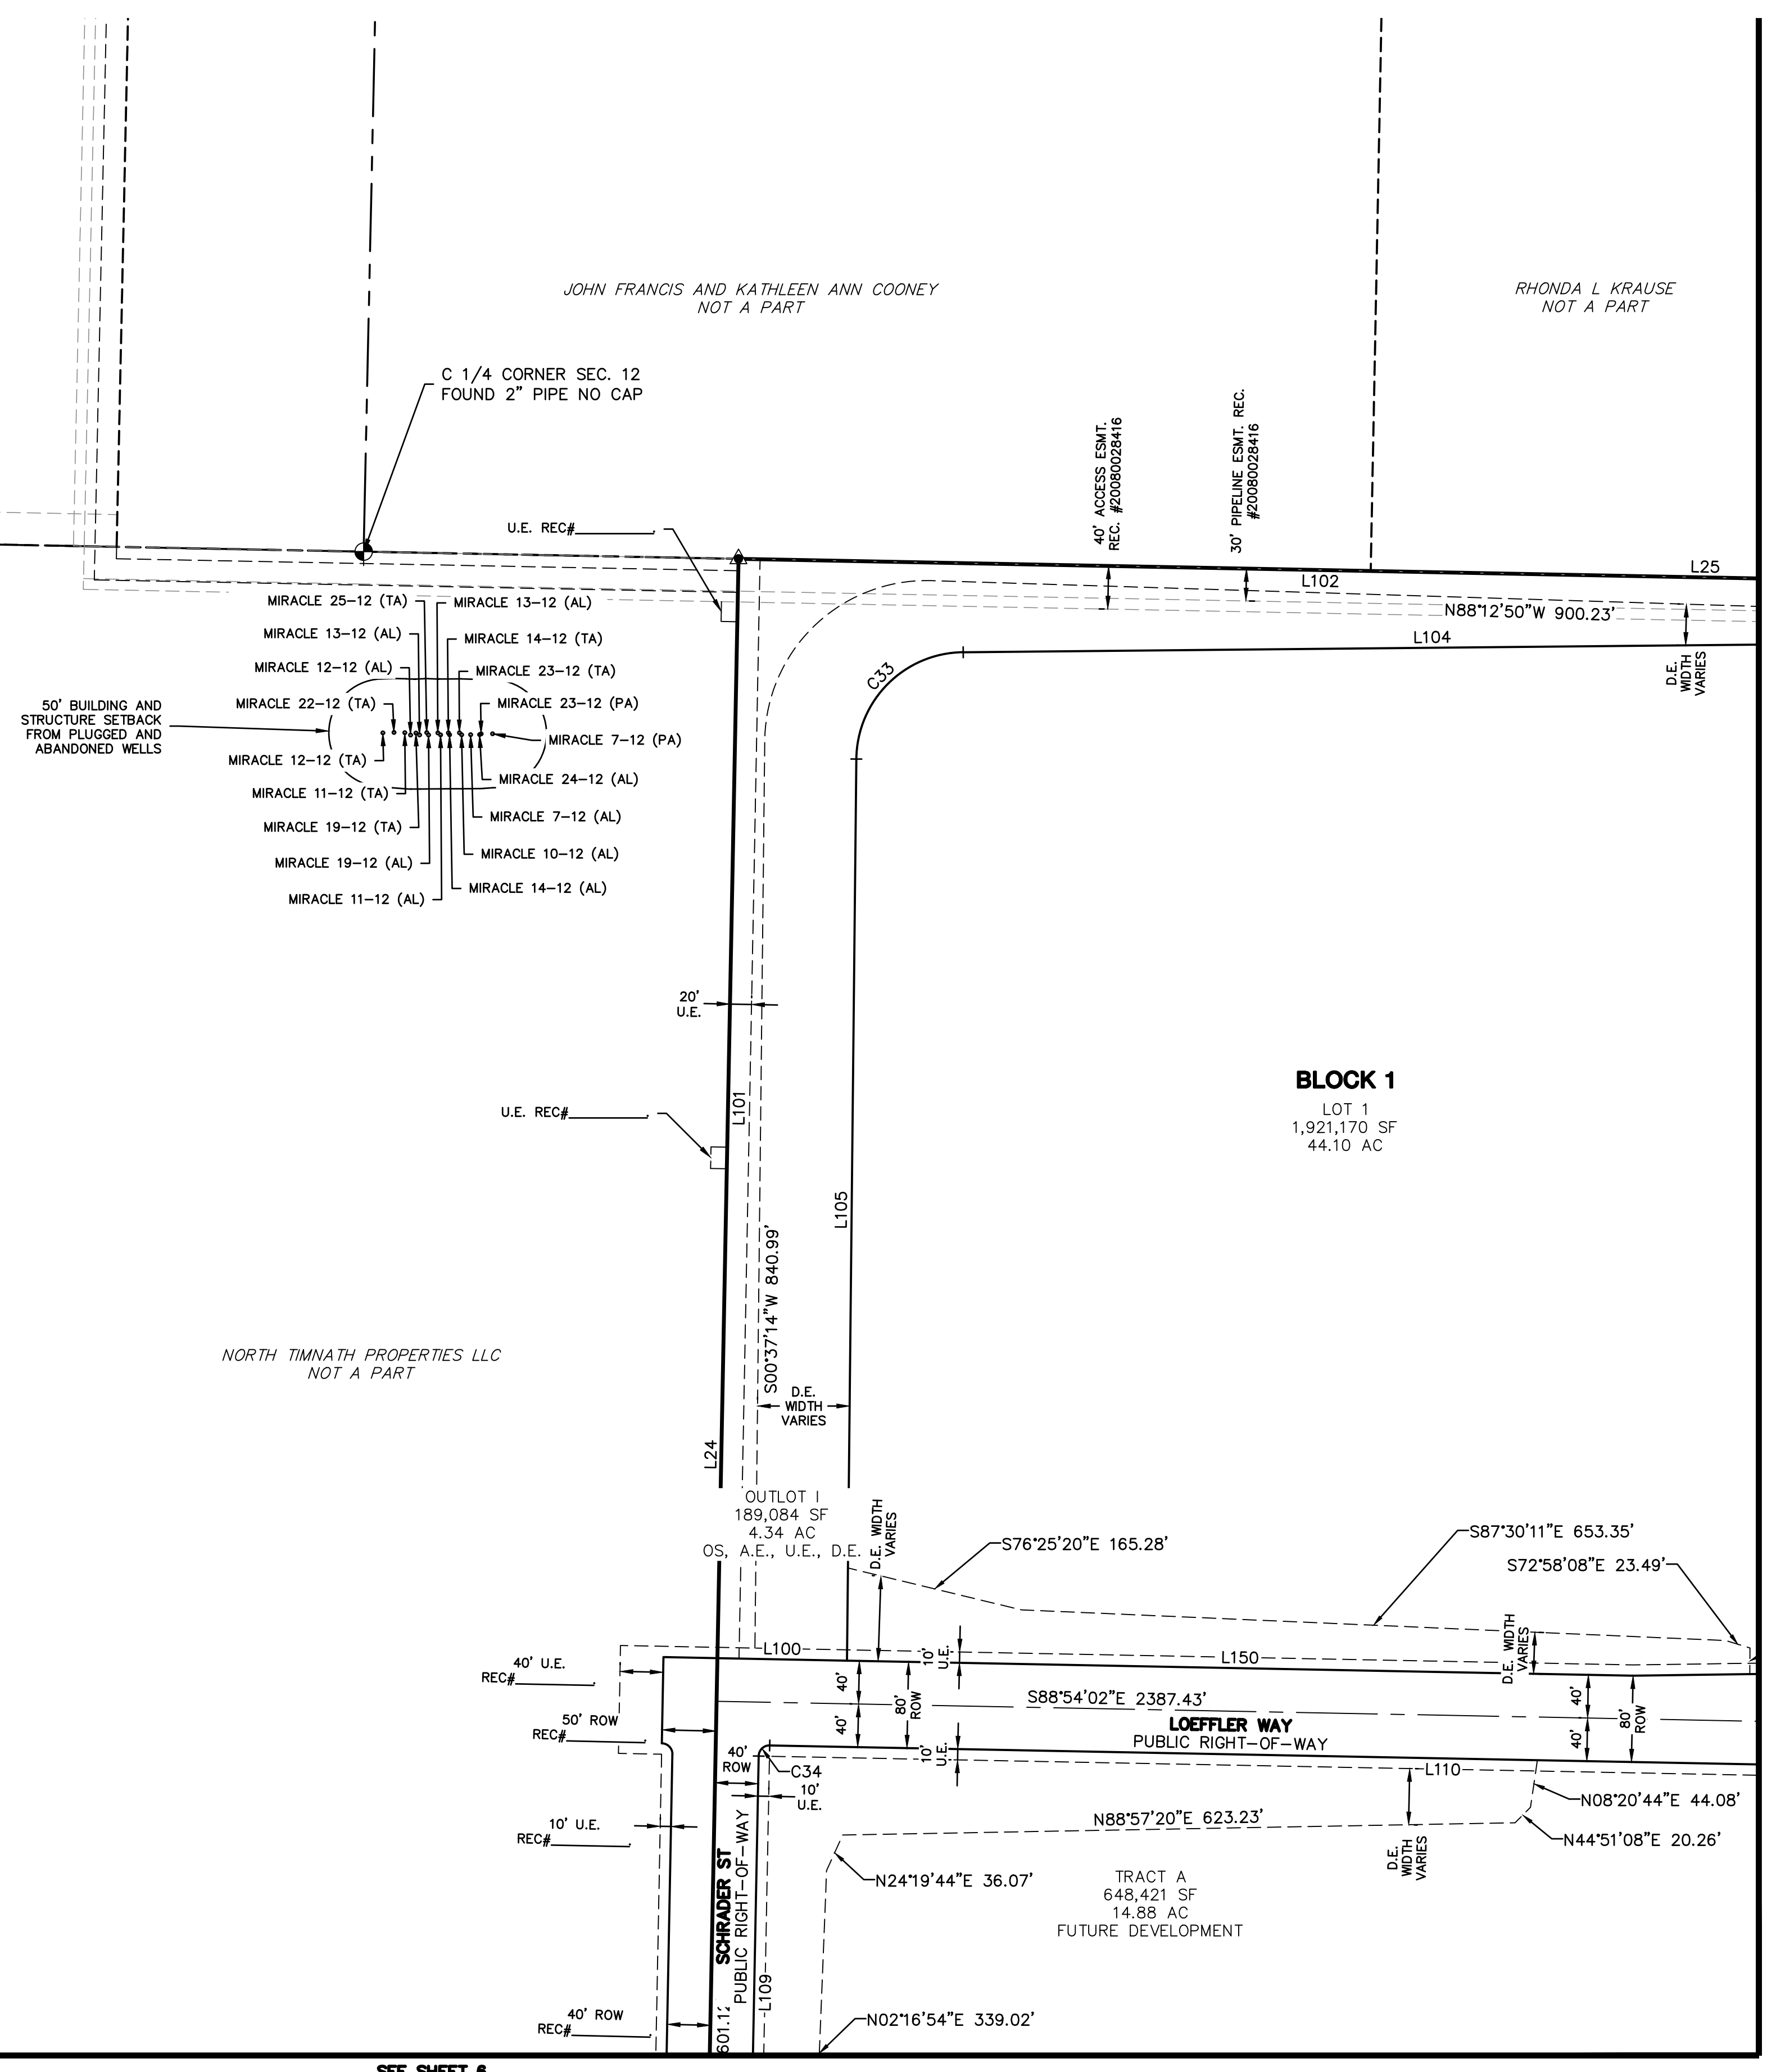 JOHN FRANCIS AND KATHLEEN ANN COONEY
NOT A PART
RHONDA L KRAUSE
NOT A PART
C 1/4 CORNER SEC. 12
FOUND 2" PIPE NO CAP
40' ACCESS ESMT.
REC. #20080028416
30' PIPELINE ESMT. REC.
#20080028416
U.E. REC#
L25
L102
N88°12'50"W 900.23'
L104
D.E.
WIDTH
VARIES
C33
MIRACLE 25-12 (TA)
MIRACLE 13-12 (AL)
MIRACLE 13-12 (AL)
MIRACLE 14-12 (TA)
MIRACLE 12-12 (AL)
MIRACLE 23-12 (TA)
MIRACLE 22-12 (TA)
MIRACLE 23-12 (PA)
50' BUILDING AND
STRUCTURE SETBACK
FROM PLUGGED AND
ABANDONED WELLS
MIRACLE 7-12 (PA)
MIRACLE 12-12 (TA)
MIRACLE 24-12 (AL)
MIRACLE 11-12 (TA)
MIRACLE 7-12 (AL)
MIRACLE 19-12 (TA)
MIRACLE 10-12 (AL)
MIRACLE 19-12 (AL)
MIRACLE 14-12 (AL)
MIRACLE 11-12 (AL)
20'
U.E.
L101
U.E. REC#
BLOCK 1
LOT 1
1,921,170 SF
44.10 AC
L105
S00°37'14"W 840.99'
NORTH TIMNATH PROPERTIES LLC
NOT A PART
D.E.
WIDTH
VARIES
L24
OUTLOT I
189,084 SF
4.34 AC
OS, A.E., U.E., D.E.
D.E. WIDTH
VARIES
S76°25'20"E 165.28'
S87°30'11"E 653.35'
S72°58'08"E 23.49'
D.E. WIDTH
VARIES
L100
10'
U.E.
L150
40' U.E.
REC#
40'
80'
ROW
40'
S88°54'02"E 2387.43'
LOEFFLER WAY
PUBLIC RIGHT-OF-WAY
40'
80'
ROW
40'
50' ROW
REC#
40'
ROW
C34
10'
U.E.
10'
U.E.
L110
N08°20'44"E 44.08'
N88°57'20"E 623.23'
N44°51'08"E 20.26'
10' U.E.
REC#
D.E.
WIDTH
VARIES
N24°19'44"E 36.07'
TRACT A
648,421 SF
14.88 AC
FUTURE DEVELOPMENT
SCHRADER ST
PUBLIC RIGHT-OF-WAY
L109
40' ROW
REC#
N02°16'54"E 339.02'
SEE SHEET 6